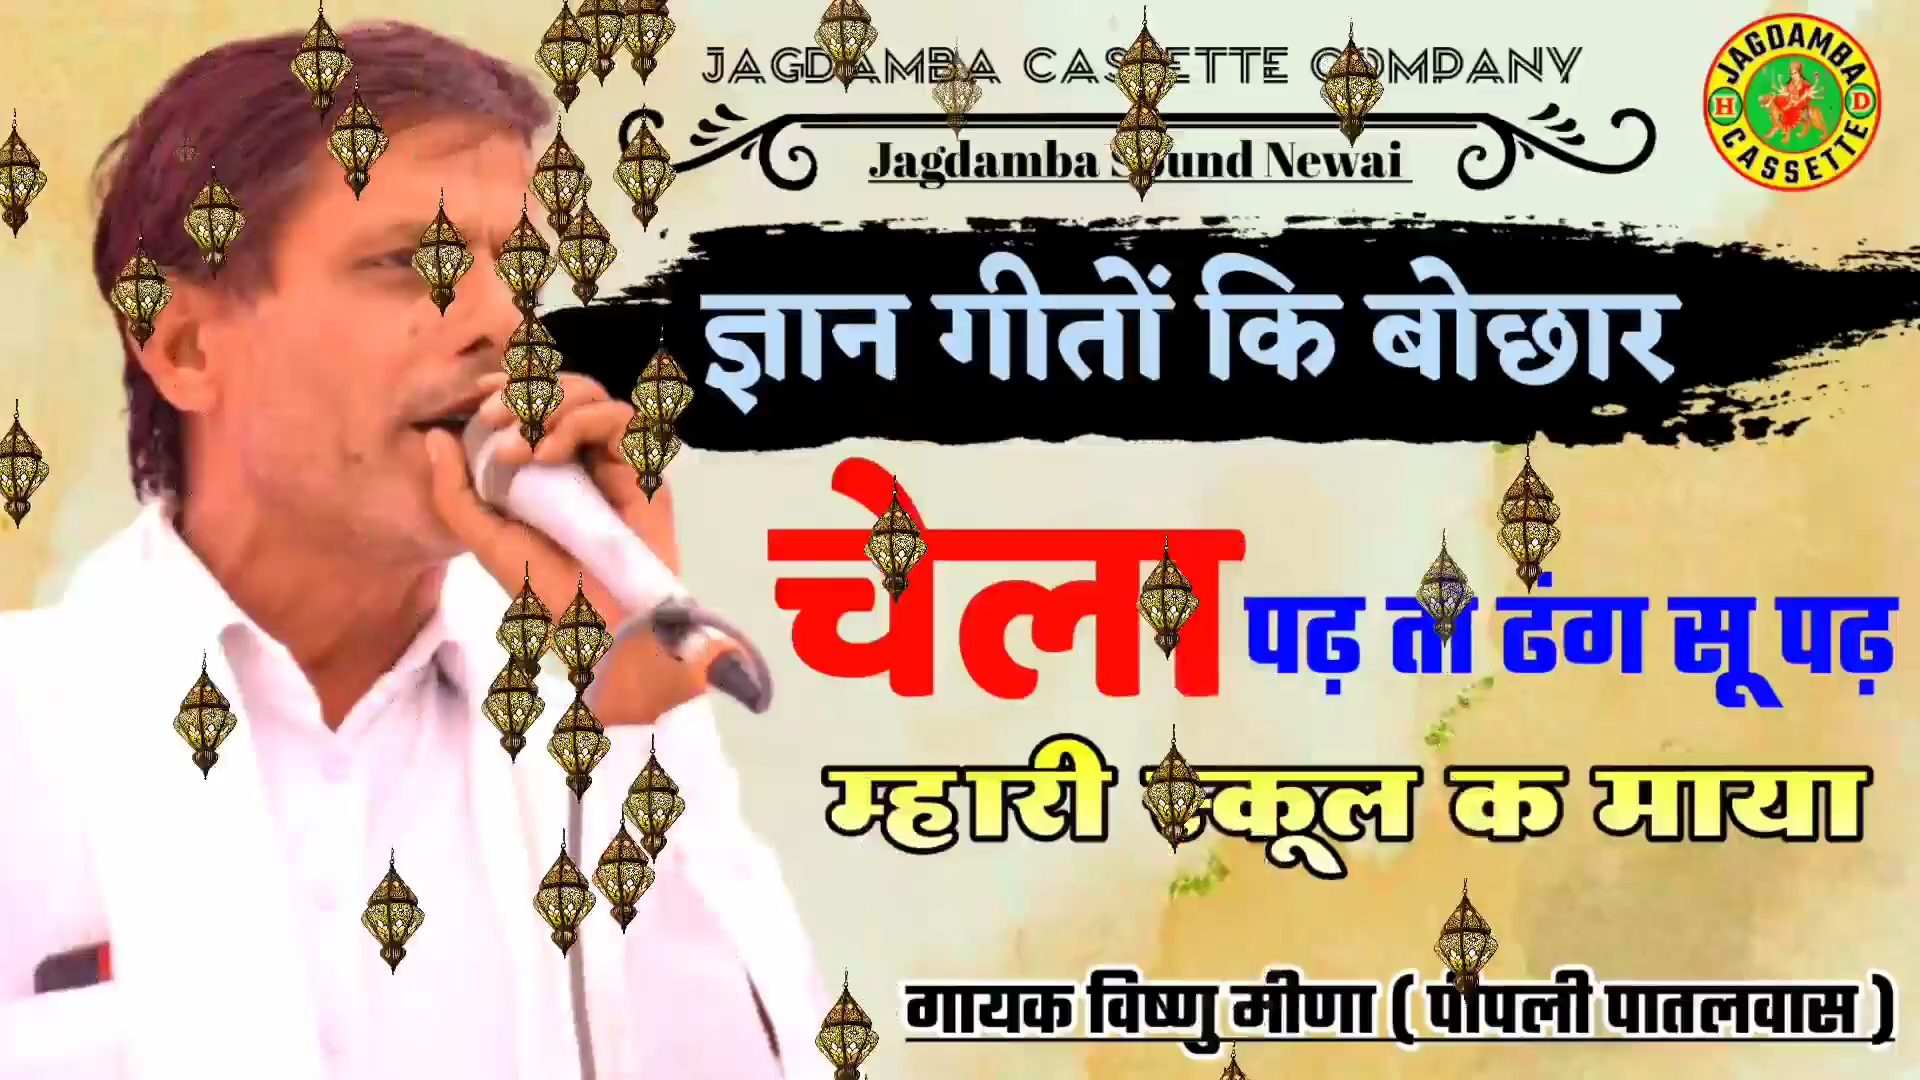 JAGDAMBA CASSETTE COMPANY
Jagdamba Sound Newai
JAGDAMBA
H D
CASSETTE
ज्ञान गीतों कि बोछार
चेला पढ़ तो ढंग सू पढ़
म्हारी स्कूल क माया
गायक विष्णु मीणा ( पीपली पातलवास )